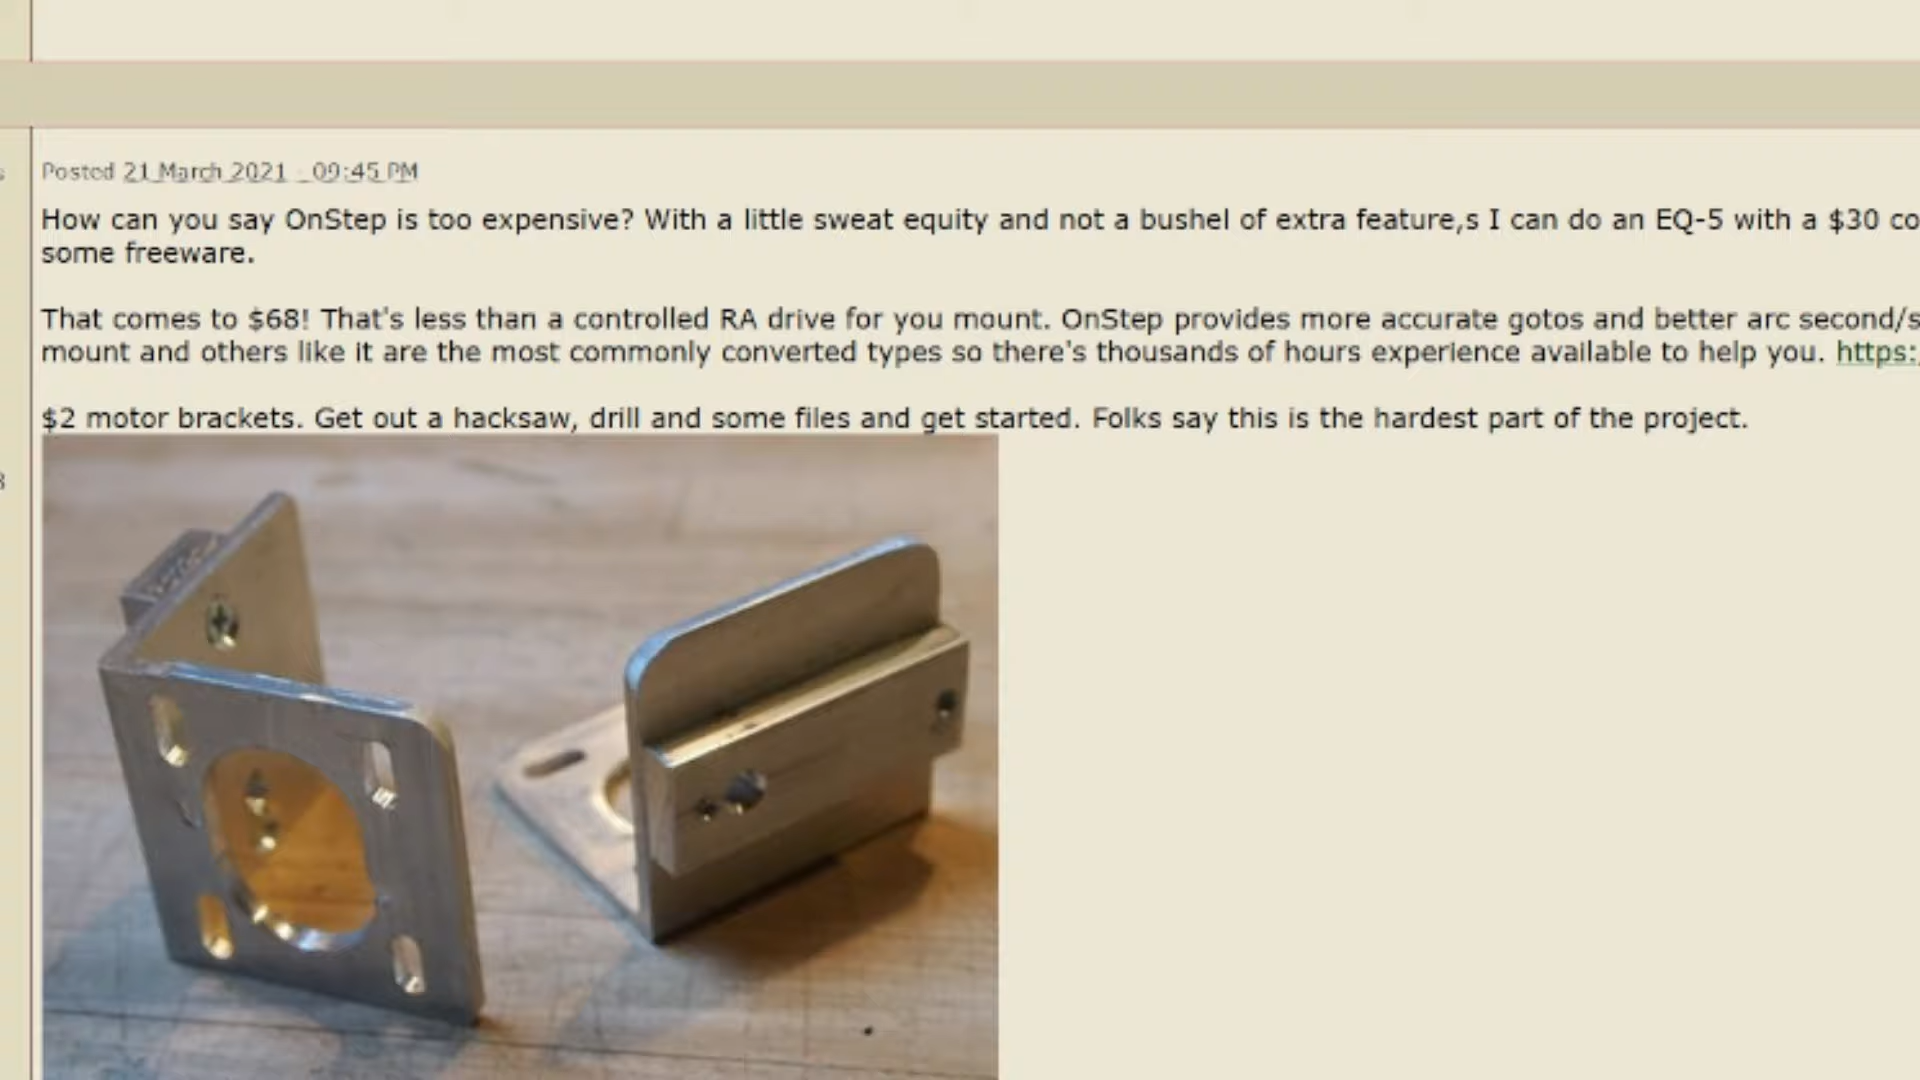 Posted 21 March 2021 - 09:45 PM
How can you say OnStep is too expensive? With a little sweat equity and not a bushel of extra feature,s I can do an EQ-5 with a $30 co
some freeware.
That comes to $68! That's less than a controlled RA drive for you mount. OnStep provides more accurate gotos and better arc second/s
mount and others like it are the most commonly converted types so there's thousands of hours experience available to help you. https:
$2 motor brackets. Get out a hacksaw, drill and some files and get started. Folks say this is the hardest part of the project.